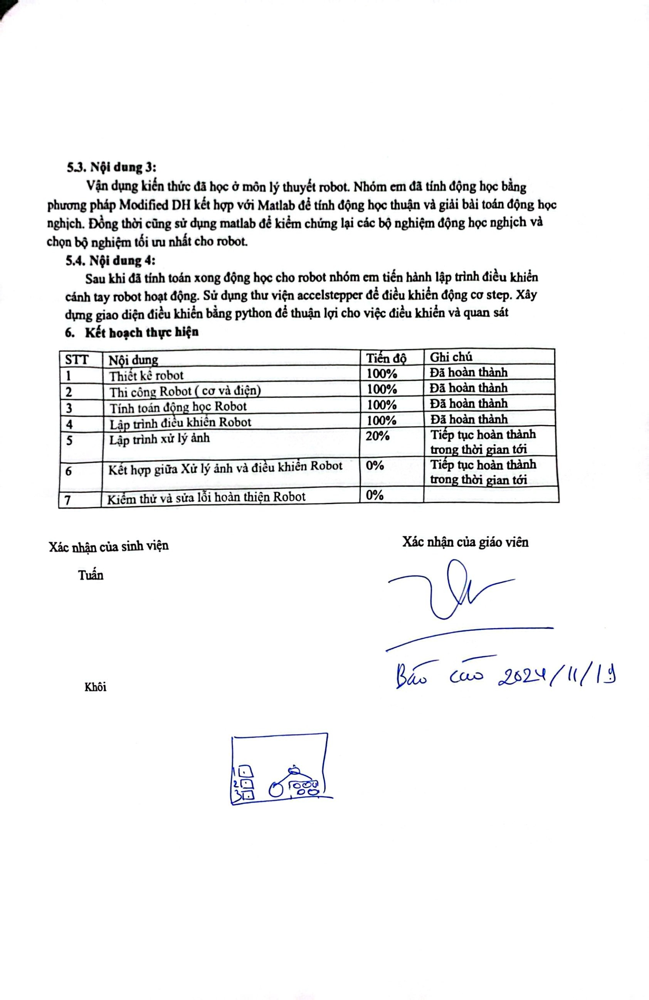 5.3. Nội dung 3:
Vận dụng kiến thức đã học ở môn lý thuyết robot. Nhóm em đã tính động học bằng
phương pháp Modified DH kết hợp với Matlab để tính động học thuận và giải bài toán động học
nghịch. Đồng thời cũng sử dụng matlab để kiểm chứng lại các bộ nghiệm động học nghịch và
chọn bộ nghiệm tối ưu nhất cho robot.
5.4. Nội dung 4:
Sau khi đã tính toán xong động học cho robot nhóm em tiến hành lập trình điều khiển
cánh tay robot hoạt động. Sử dụng thư viện accelstepper để điều khiển động cơ step. Xây
dựng giao diện điều khiển bằng python để thuận lợi cho việc điều khiển và quan sát
6. Kết hoạch thực hiện
STT Nội dung Tiến độ Ghi chú
1 Thiết kế robot 100% Đã hoàn thành
2 Thi công Robot ( cơ và điện) 100% Đã hoàn thành
3 Tính toán động học Robot 100% Đã hoàn thành
4 Lập trình điều khiển Robot 100% Đã hoàn thành
5 Lập trình xử lý ảnh 20% Tiếp tục hoàn thành
trong thời gian tới
6 Kết hợp giữa Xử lý ảnh và điều khiển Robot 0% Tiếp tục hoàn thành
trong thời gian tới
7 Kiểm thử và sửa lỗi hoàn thiện Robot 0%
Xác nhận của sinh viện Xác nhận của giáo viên
Tuấn
Báo cáo 2024/11/19
Khôi
1
2
3